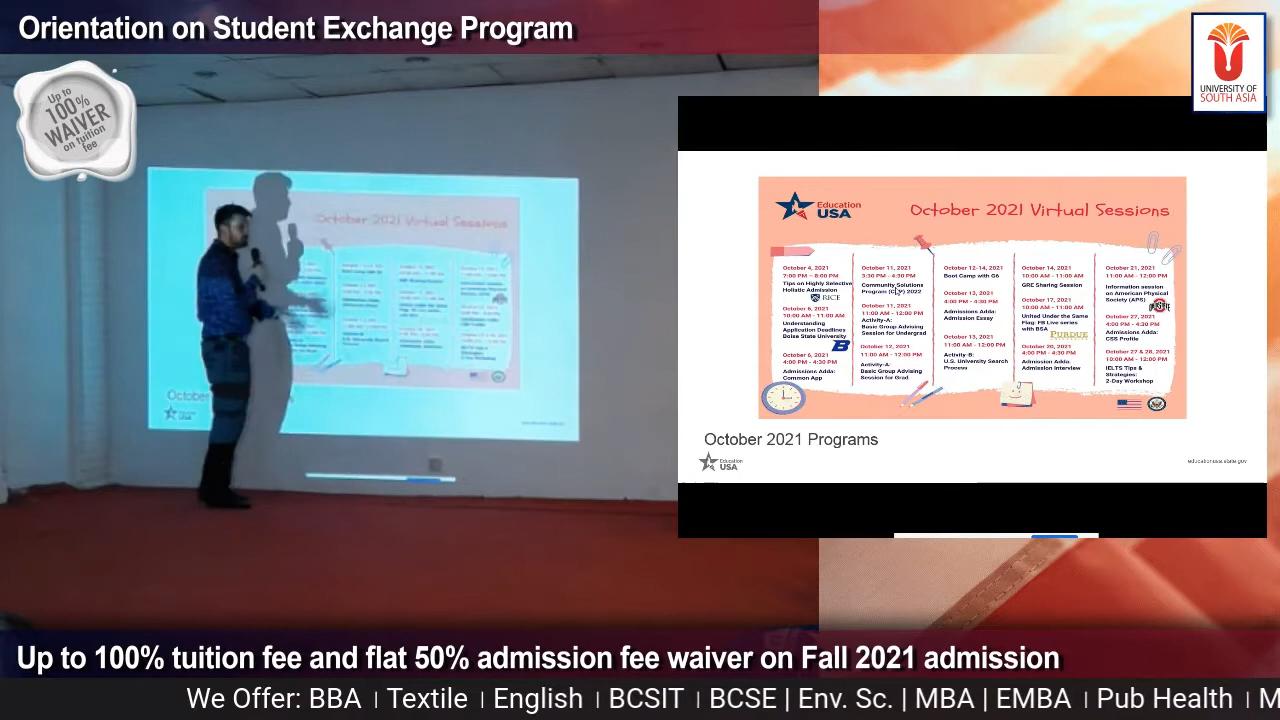 Orientation on Student Exchange Program
Up to
100%
WAIVER
on tuition
fee
UNIVERSITY OF
SOUTH ASIA
October 2021 Virtual Sessions
October
Education
USA
Education
USA
October 2021 Virtual Sessions
October 4, 2021
7:00 PM – 8:00 PM
Tips on Highly Selective
Holistic Admission
RICE
October 6, 2021
10:00 AM - 11:00 AM
Understanding
Application Deadlines
Boise State University
B
October 6, 2021
4:00 PM - 4:30 PM
Admissions Adda:
Common App
October 11, 2021
3:30 PM - 4:30 PM
Community Solutions
Program (CSP) 2022
October 11, 2021
11:00 AM - 12:00 PM
Activity-A:
Basic Group Advising
Session for Undergrad
October 12, 2021
11:00 AM - 12:00 PM
Activity-A:
Basic Group Advising
Session for Grad
October 12-14, 2021
Boot Camp with G6
October 13, 2021
4:00 PM - 4:30 PM
Admissions Adda:
Admission Essay
October 13, 2021
11:00 AM - 12:00 PM
Activity-B:
U.S. University Search
Process
October 14, 2021
10:00 AM - 11:00 AM
GRE Sharing Session
October 17, 2021
10:00 AM - 11:00 AM
United Under the Same
Flag: FB Live series
with BSA
PURDUE
October 20, 2021
4:00 PM - 4:30 PM
Admission Adda:
Admission Interview
October 21, 2021
11:00 AM - 12:00 PM
Information session
on American Physical
Society (APS)
October 27, 2021
4:00 PM - 4:30 PM
Admissions Adda:
CSS Profile
October 27 & 28, 2021
10:00 AM - 12:00 PM
IELTS Tips &
Strategies:
2-Day Workshop
October 2021 Programs
Education
USA
educationusa.state.gov
Up to 100% tuition fee and flat 50% admission fee waiver on Fall 2021 admission
We Offer: BBA | Textile | English | BCSIT | BCSE | Env. Sc. | MBA | EMBA | Pub Health | M